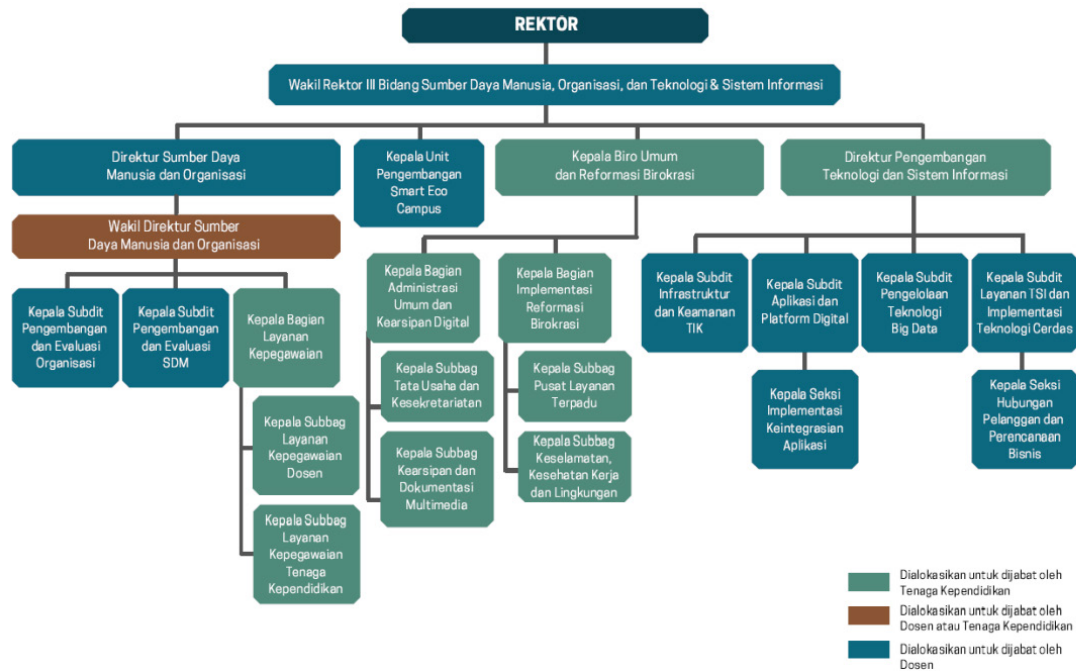 REKTOR
Wakil Rektor III Bidang Sumber Daya Manusia, Organisasi, dan Teknologi & Sistem Informasi
Direktur Sumber Daya
Manusia dan Organisasi
Kepala Unit
Pengembangan
Smart Eco
Campus
Kepala Biro Umum
dan Reformasi Birokrasi
Direktur Pengembangan
Teknologi dan Sistem Informasi
Wakil Direktur Sumber
Daya Manusia dan Organisasi
Kepala Subdit
Pengembangan
dan Evaluasi
Organisasi
Kepala Subdit
Pengembangan
dan Evaluasi
SDM
Kepala Bagian
Layanan
Kepegawaian
Kepala Subbag
Layanan
Kepegawaian
Dosen
Kepala Subbag
Layanan
Kepegawaian
Tenaga
Kependidikan
Kepala Bagian
Administrasi
Umum dan
Kearsipan Digital
Kepala Subbag
Tata Usaha dan
Kesekretariatan
Kepala Subbag
Kearsipan dan
Dokumentasi
Multimedia
Kepala Bagian
Implementasi
Reformasi
Birokrasi
Kepala Subbag
Pusat Layanan
Terpadu
Kepala Subbag
Keselamatan,
Kesehatan Kerja
dan Lingkungan
Kepala Subdit
Infrastruktur
dan Keamanan
TIK
Kepala Subdit
Aplikasi dan
Platform Digital
Kepala Subdit
Pengelolaan
Teknologi
Big Data
Kepala Subdit
Layanan TSI dan
Implementasi
Teknologi Cerdas
Kepala Seksi
Implementasi
Keintegrasian
Aplikasi
Kepala Seksi
Hubungan
Pelanggan dan
Perencanaan
Bisnis
Dialokasikan untuk dijabat oleh
Tenaga Kependidikan
Dialokasikan untuk dijabat oleh
Dosen atau Tenaga Kependidikan
Dialokasikan untuk dijabat oleh
Dosen